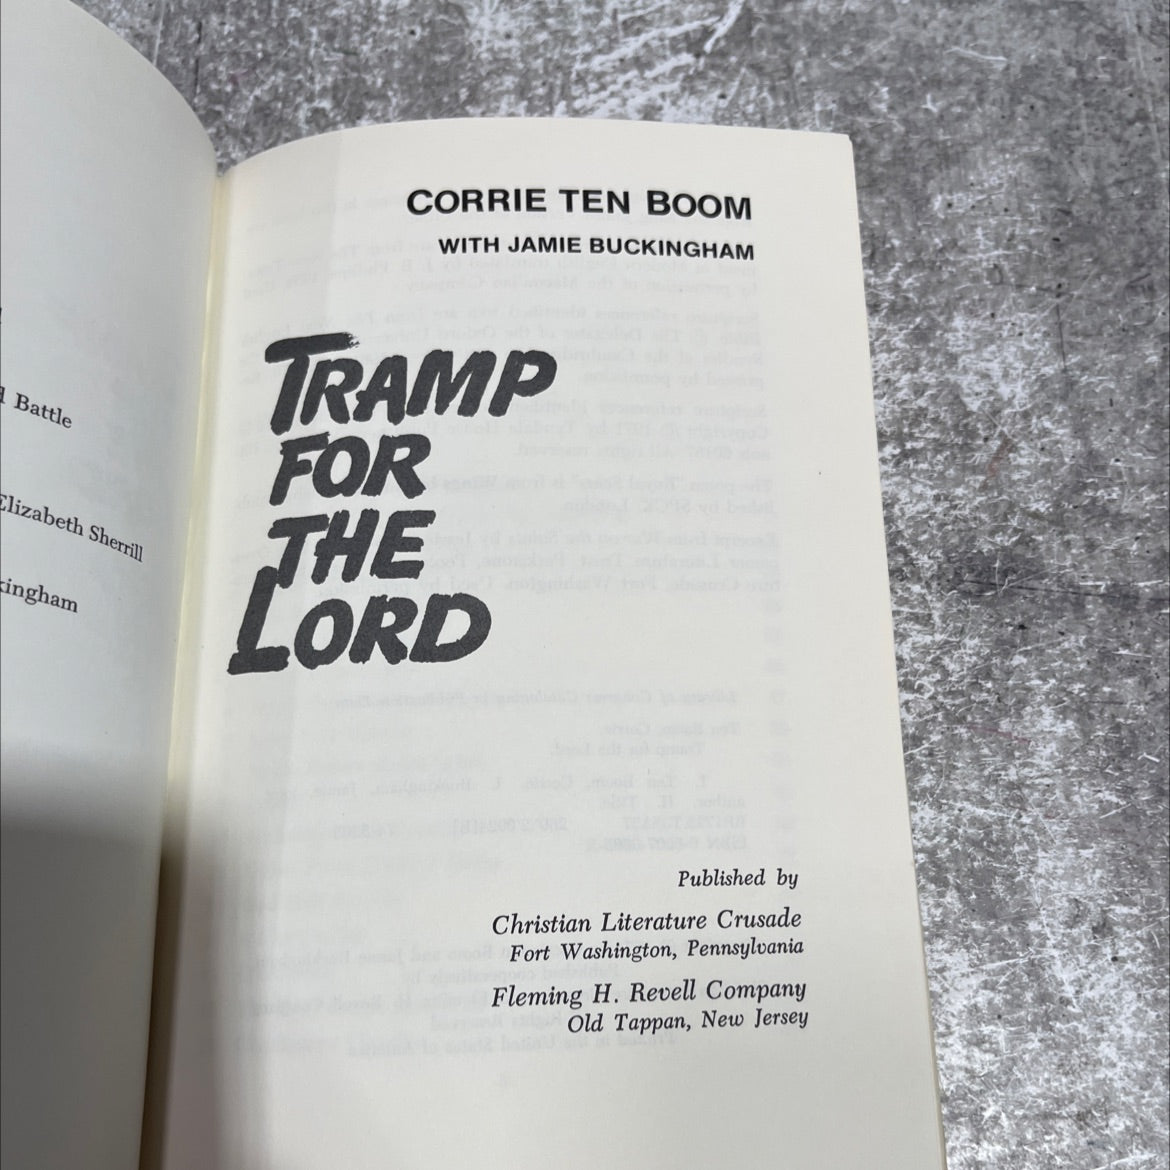 d Battle
Elizabeth Sherrill
kingham
CORRIE TEN BOOM
WITH JAMIE BUCKINGHAM
TRAMP
FOR
THE
LORD
Published by
Christian Literature Crusade
Fort Washington, Pennsylvania
Fleming H. Revell Company
Old Tappan, New Jersey